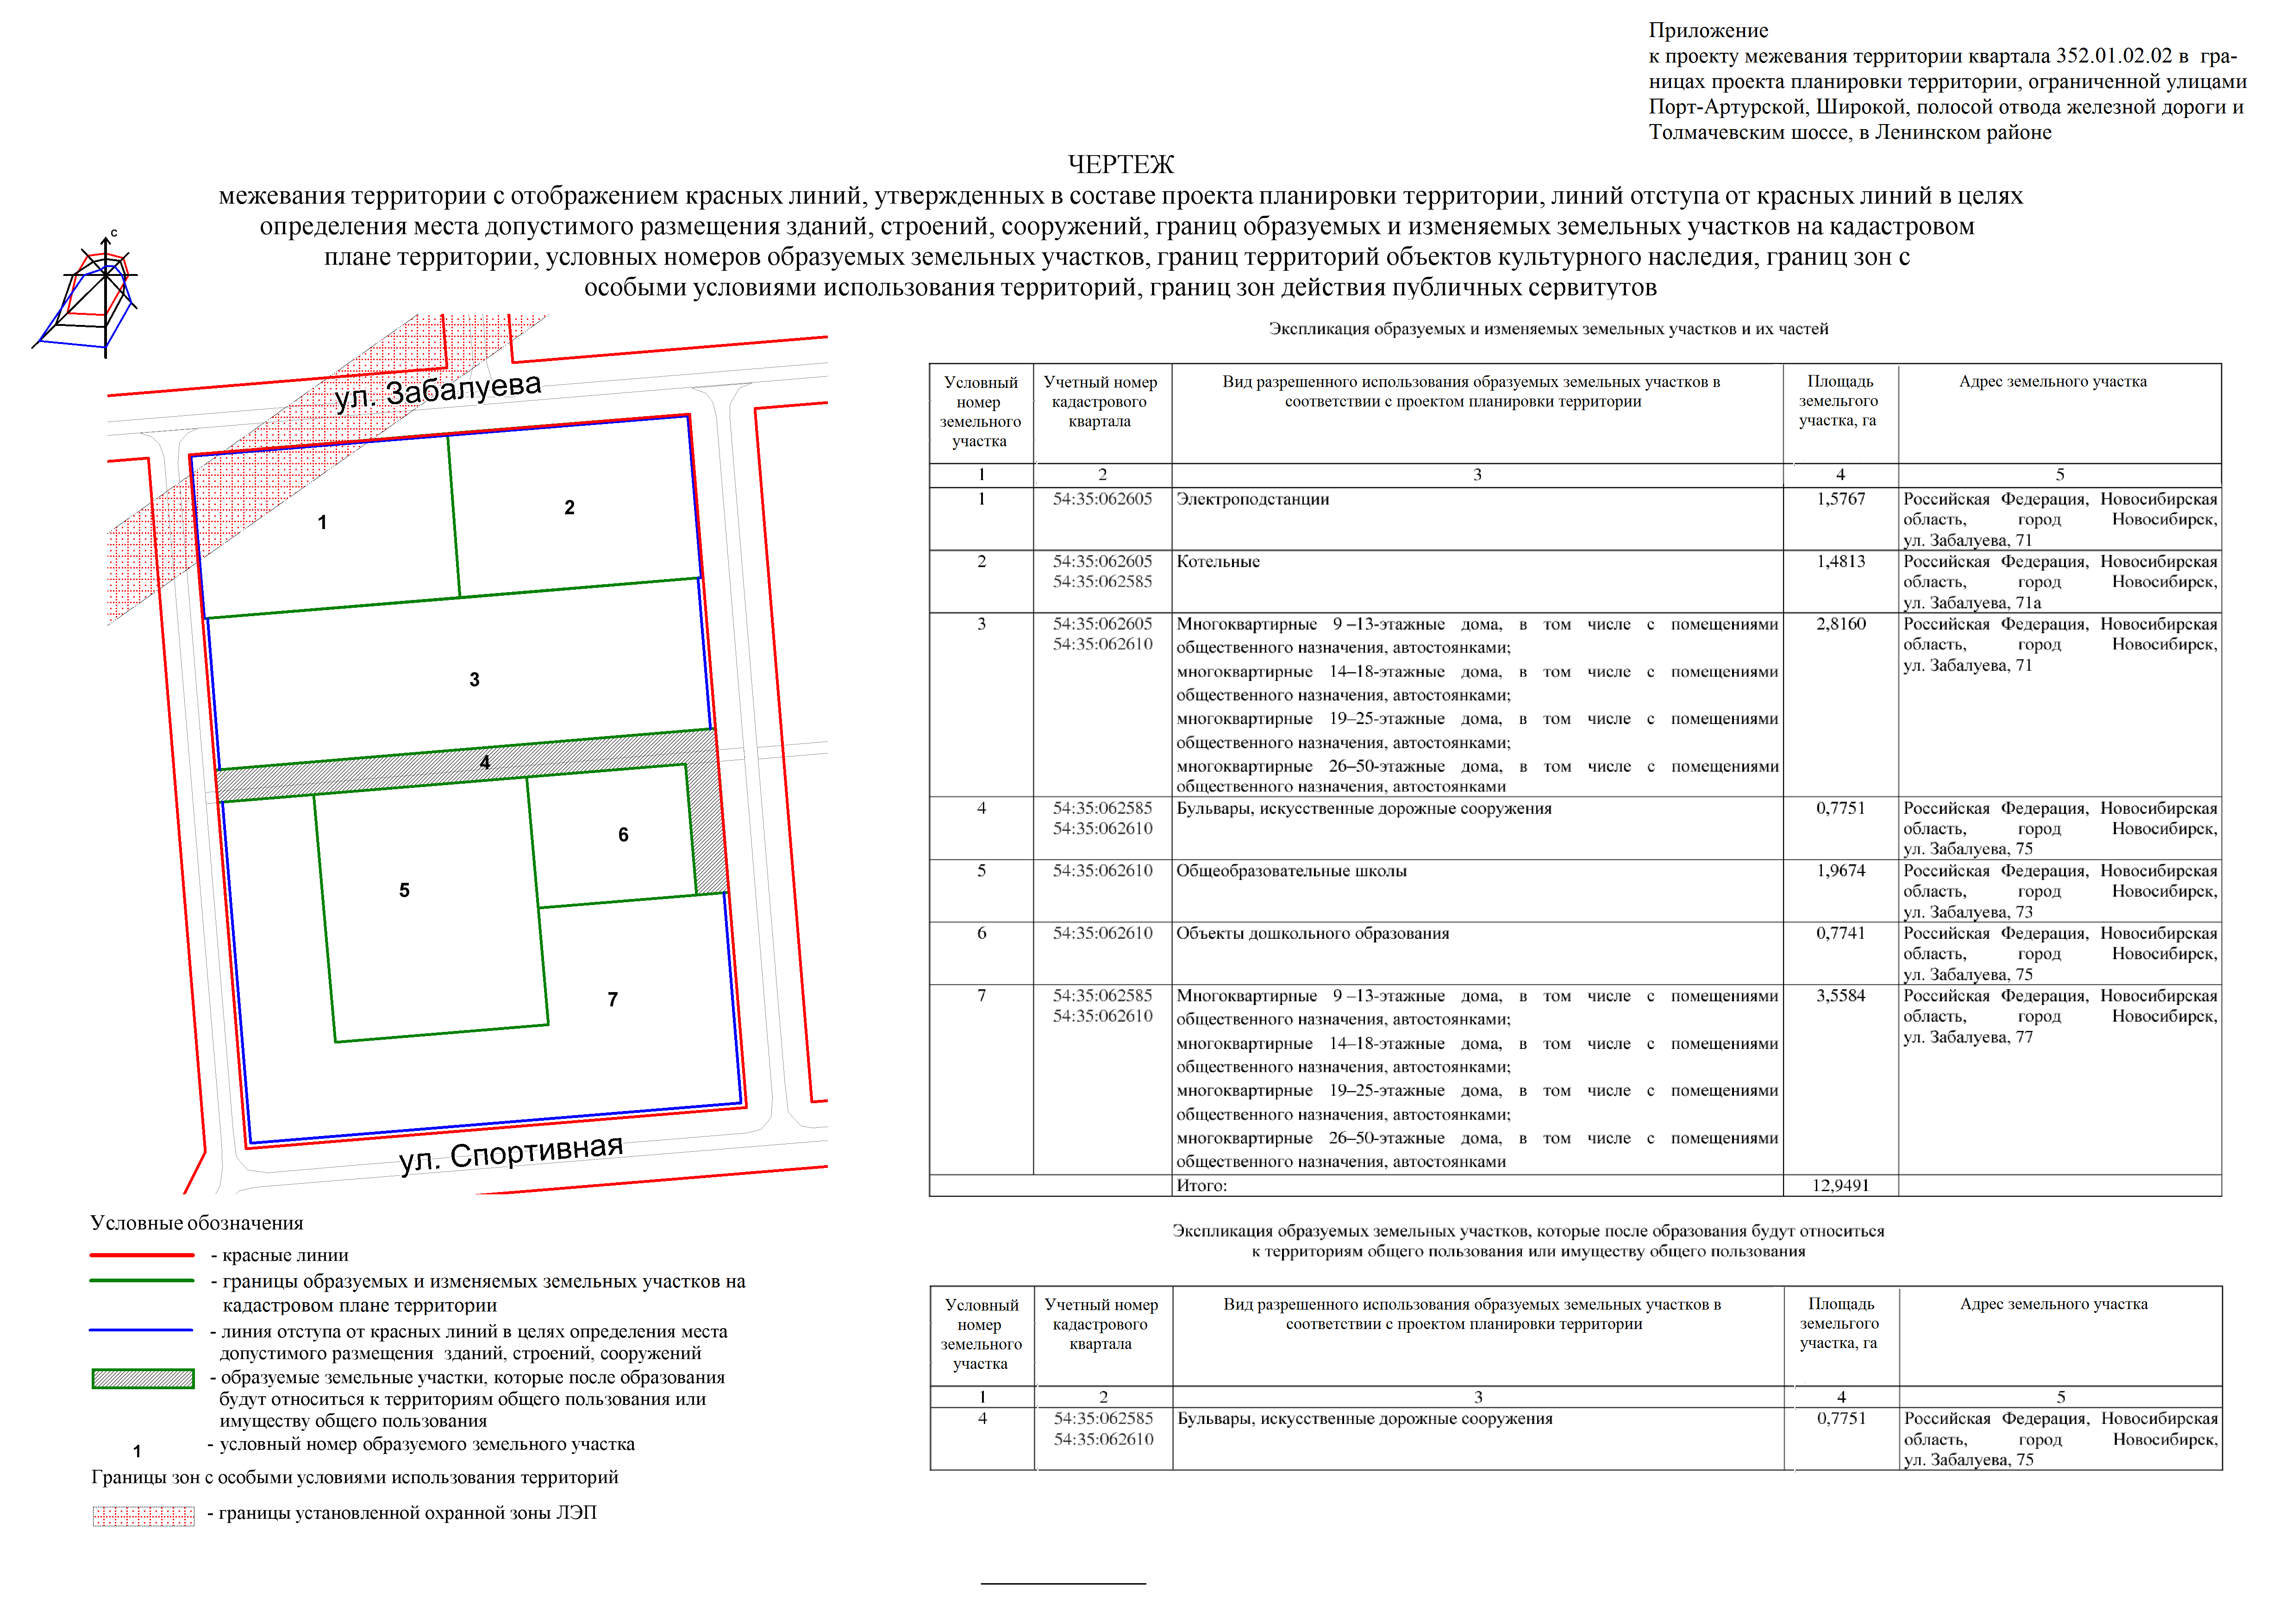 Приложение
к проекту межевания территории квартала 352.01.02.02 в гра-
ницах проекта планировки территории, ограниченной улицами
Порт-Артурской, Широкой, полосой отвода железной дороги и
Толмачевским шоссе, в Ленинском районе
ЧЕРТЕЖ
межевания территории с отображением красных линий, утвержденных в составе проекта планировки территории, линий отступа от красных линий в целях
определения места допустимого размещения зданий, строений, сооружений, границ образуемых и изменяемых земельных участков на кадастровом
плане территории, условных номеров образуемых земельных участков, границ территорий объектов культурного наследия, границ зон с
особыми условиями использования территорий, границ зон действия публичных сервитутов
с
ул. Забалуева
1
2
3
4
5
6
7
ул. Спортивная
Условные обозначения
- красные линии
- границы образуемых и изменяемых земельных участков на
кадастровом плане территории
- линия отступа от красных линий в целях определения места
допустимого размещения зданий, строений, сооружений
- образуемые земельные участки, которые после образования
будут относиться к территориям общего пользования или
имуществу общего пользования
1 - условный номер образуемого земельного участка
Границы зон с особыми условиями использования территорий
- границы установленной охранной зоны ЛЭП
Экспликация образуемых и изменяемых земельных участков и их частей
Условный Учетный номер Вид разрешенного использования образуемых земельных участков в Площадь Адрес земельного участка
номер кадастрового соответствии с проектом планировки территории земельгого
земельного квартала участка, га
участка
1 2 3 4 5
1 54:35:062605 Электроподстанции 1,5767 Российская Федерация, Новосибирская
область, город Новосибирск,
ул. Забалуева, 71
2 54:35:062605 Котельные 1,4813 Российская Федерация, Новосибирская
54:35:062585 область, город Новосибирск,
ул. Забалуева, 71а
3 54:35:062605 Многоквартирные 9 –13-этажные дома, в том числе с помещениями 2,8160 Российская Федерация, Новосибирская
54:35:062610 общественного назначения, автостоянками; область, город Новосибирск,
многоквартирные 14–18-этажные дома, в том числе с помещениями ул. Забалуева, 71
общественного назначения, автостоянками;
многоквартирные 19–25-этажные дома, в том числе с помещениями
общественного назначения, автостоянками;
многоквартирные 26–50-этажные дома, в том числе с помещениями
общественного назначения, автостоянками
4 54:35:062585 Бульвары, искусственные дорожные сооружения 0,7751 Российская Федерация, Новосибирская
54:35:062610 область, город Новосибирск,
ул. Забалуева, 75
5 54:35:062610 Общеобразовательные школы 1,9674 Российская Федерация, Новосибирская
область, город Новосибирск,
ул. Забалуева, 73
6 54:35:062610 Объекты дошкольного образования 0,7741 Российская Федерация, Новосибирская
область, город Новосибирск,
ул. Забалуева, 75
7 54:35:062585 Многоквартирные 9 –13-этажные дома, в том числе с помещениями 3,5584 Российская Федерация, Новосибирская
54:35:062610 общественного назначения, автостоянками; область, город Новосибирск,
многоквартирные 14–18-этажные дома, в том числе с помещениями ул. Забалуева, 77
общественного назначения, автостоянками;
многоквартирные 19–25-этажные дома, в том числе с помещениями
общественного назначения, автостоянками;
многоквартирные 26–50-этажные дома, в том числе с помещениями
общественного назначения, автостоянками
Итого: 12,9491
Экспликация образуемых земельных участков, которые после образования будут относиться
к территориям общего пользования или имуществу общего пользования
Условный Учетный номер Вид разрешенного использования образуемых земельных участков в Площадь Адрес земельного участка
номер кадастрового соответствии с проектом планировки территории земельгого
земельного квартала участка, га
участка
1 2 3 4 5
4 54:35:062585 Бульвары, искусственные дорожные сооружения 0,7751 Российская Федерация, Новосибирская
54:35:062610 область, город Новосибирск,
ул. Забалуева, 75